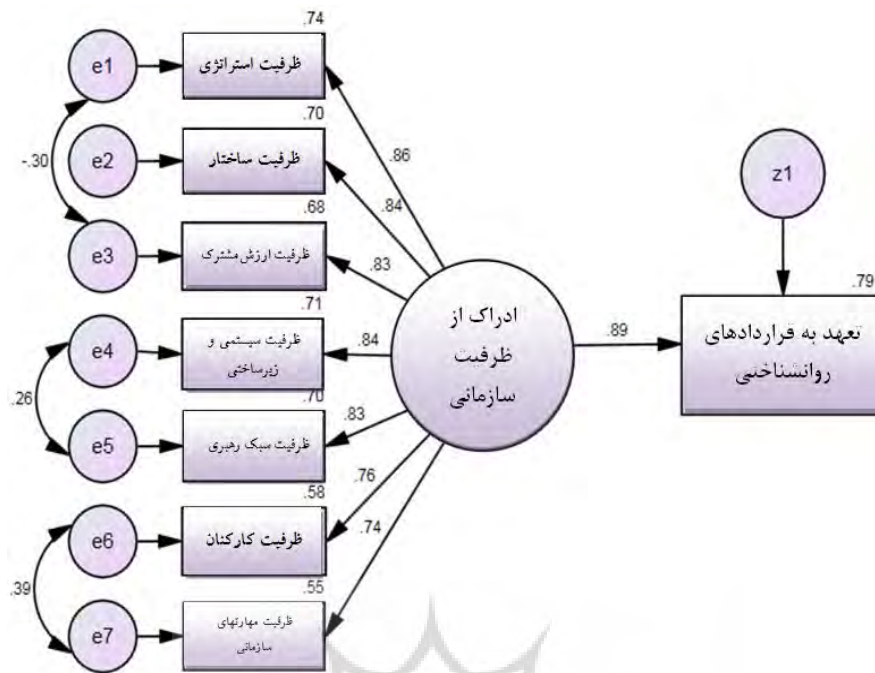 .74
e1
ظرفیت استراتژی
.86
-.30
.70
e2
ظرفیت ساختار
.84
.68
e3
ظرفیت ارزش مشترک
.83
.71
e4
ظرفیت سیستمی و
زیرساختی
.84
.26
.70
e5
ظرفیت سبک رهبری
.83
.58
e6
ظرفیت کارکنان
.76
.39
.55
e7
ظرفیت مهارتهای
سازمانی
.74
ادراک از
ظرفیت
سازمانی
.89
z1
.79
تعهد به قراردادهای
روانشناختی